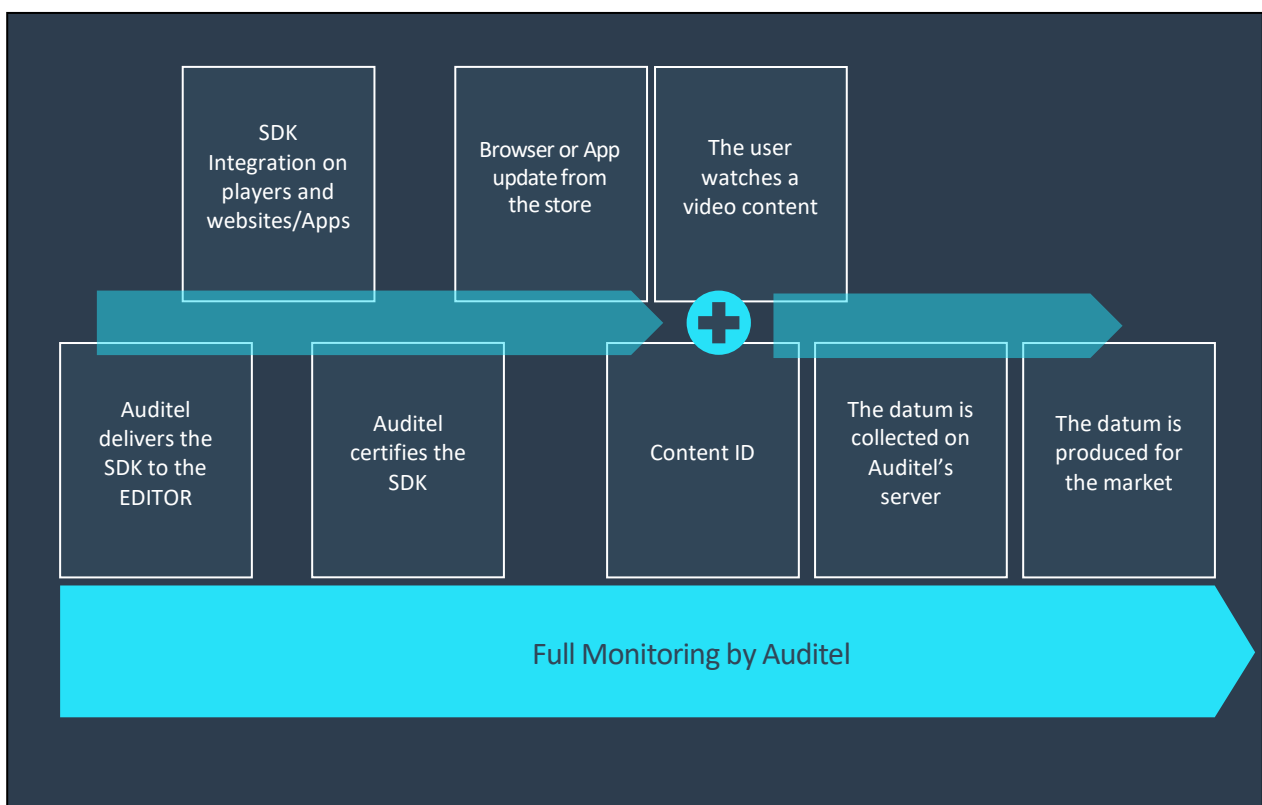 SDK
Integration on
players and
websites/Apps
Browser or App
update from
the store
The user
watches a
video content
Auditel
delivers the
SDK to the
EDITOR
Auditel
certifies the
SDK
Content ID
The datum is
collected on
Auditel’s
server
The datum is
produced for
the market
Full Monitoring by Auditel